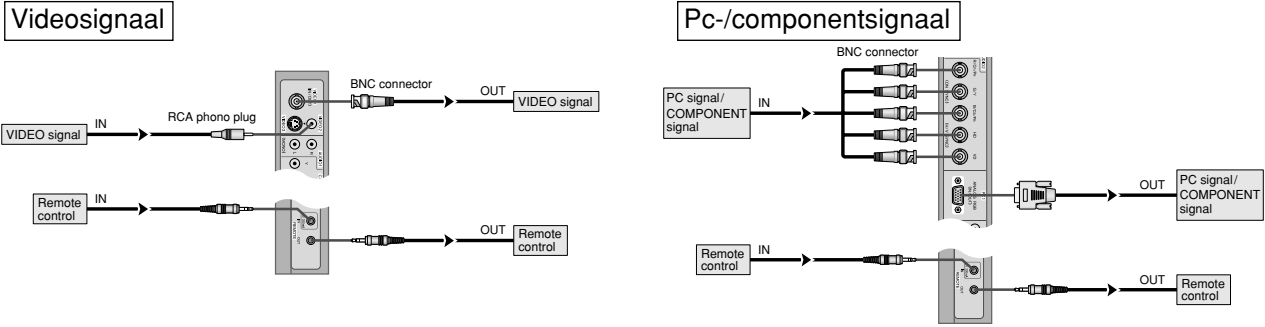 Videosignaal
BNC connector
OUT
VIDEO signal
RCA phono plug
IN
VIDEO signal
Remote
control
IN
OUT
Remote
control
Pc-/componentsignaal
BNC connector
PC signal/
COMPONENT
signal
IN
OUT
PC signal/
COMPONENT
signal
Remote
control
IN
OUT
Remote
control